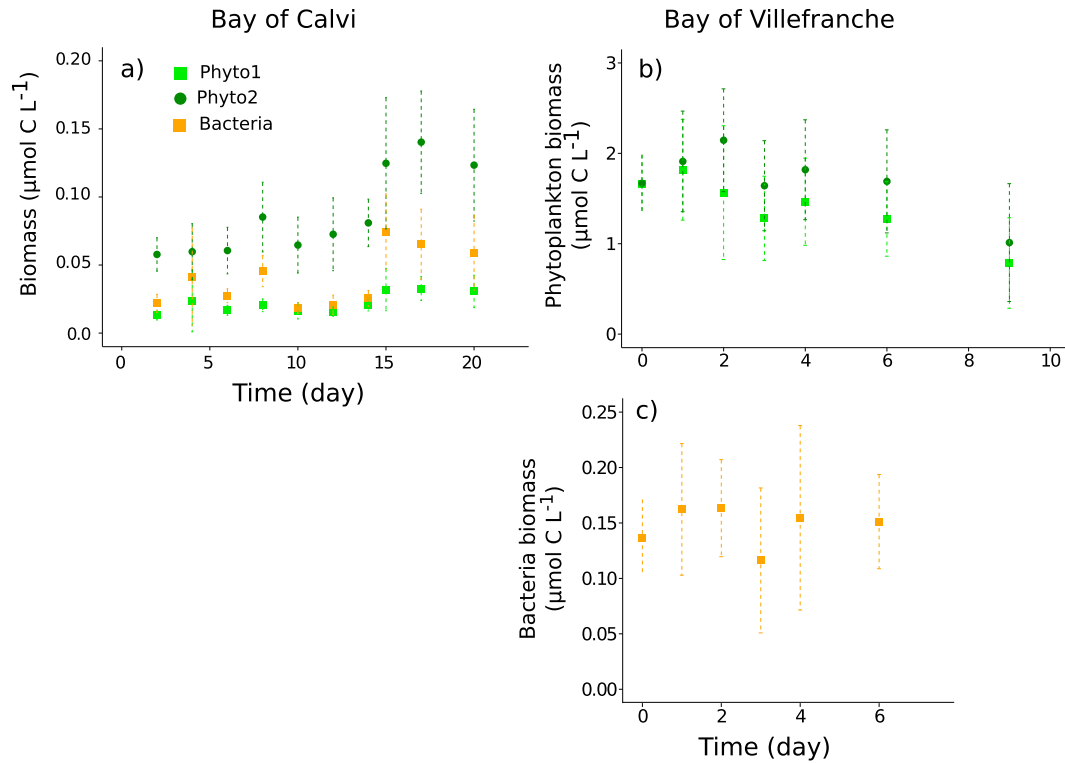 Bay of Calvi
Bay of Villefranche
a)
Phyto1
Phyto2
Bacteria
Biomass (µmol C L-1)
0.20
0.15
0.10
0.05
0.0
0 5 10 15 20
Time (day)
b)
Phytoplankton biomass
(µmol C L-1)
3
2
1
0
0 2 4 6 8 10
c)
Bacteria biomass
(µmol C L-1)
0.25
0.20
0.15
0.10
0.05
0.00
0 2 4 6
Time (day)